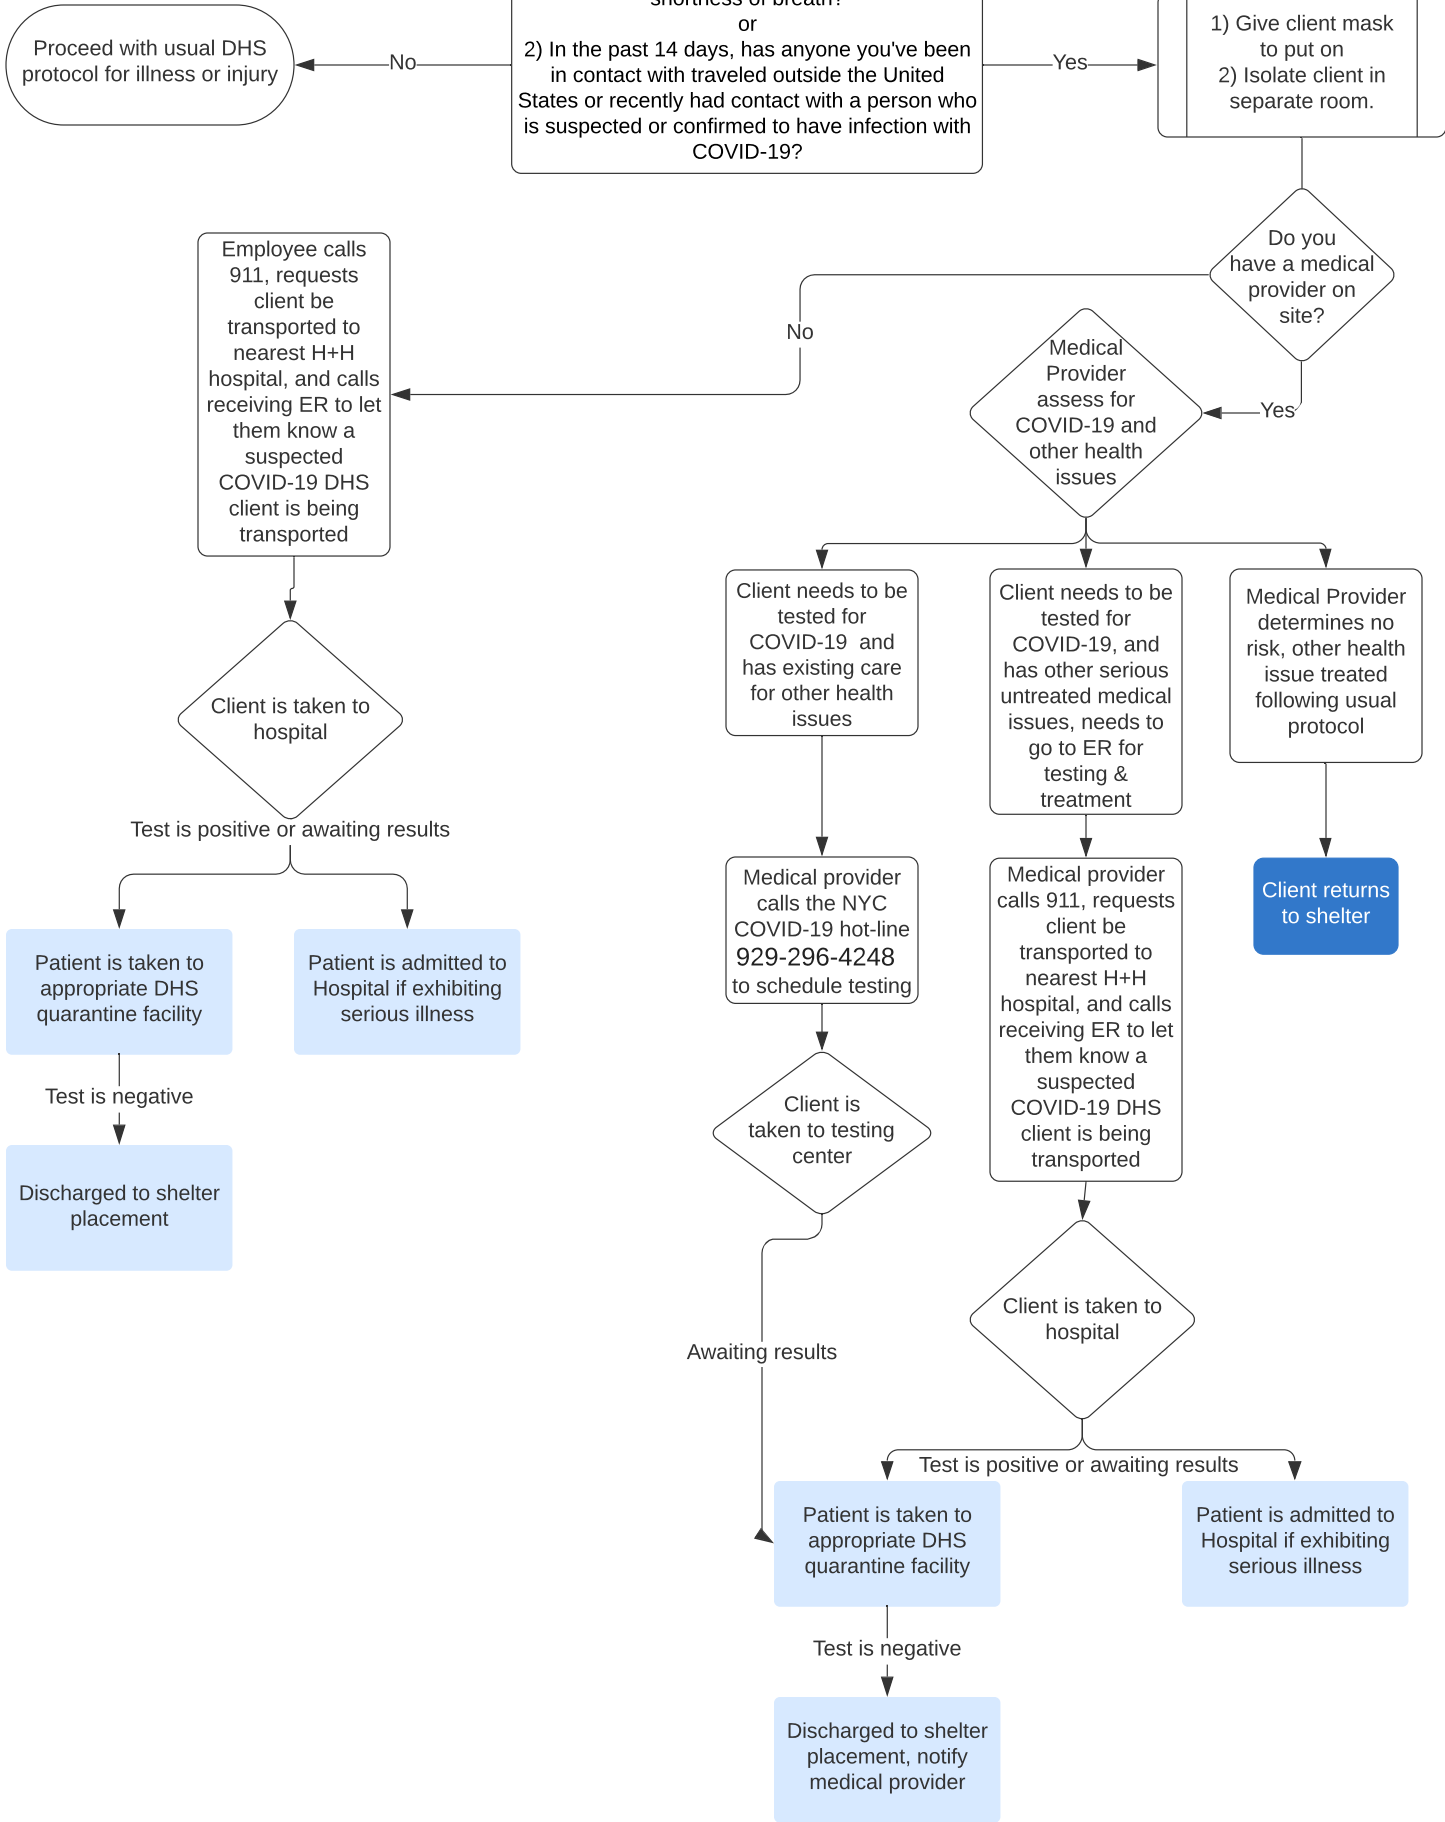 shortness of breath?
or
2) In the past 14 days, has anyone you've been
in contact with traveled outside the United
States or recently had contact with a person who
is suspected or confirmed to have infection with
COVID-19?
No
Proceed with usual DHS
protocol for illness or injury
Yes
1) Give client mask
to put on
2) Isolate client in
separate room.
Do you
have a medical
provider on
site?
No
Employee calls
911, requests
client be
transported to
nearest H+H
hospital, and calls
receiving ER to let
them know a
suspected
COVID-19 DHS
client is being
transported
Client is taken to
hospital
Test is positive or awaiting results
Patient is taken to
appropriate DHS
quarantine facility
Patient is admitted to
Hospital if exhibiting
serious illness
Test is negative
Discharged to shelter
placement
Yes
Medical
Provider
assess for
COVID-19 and
other health
issues
Client needs to be
tested for
COVID-19  and
has existing care
for other health
issues
Medical provider
calls the NYC
COVID-19 hot-line
929-296-4248
to schedule testing
Client is
taken to testing
center
Awaiting results
Client needs to be
tested for
COVID-19, and
has other serious
untreated medical
issues, needs to
go to ER for
testing &
treatment
Medical provider
calls 911, requests
client be
transported to
nearest H+H
hospital, and calls
receiving ER to let
them know a
suspected
COVID-19 DHS
client is being
transported
Client is taken to
hospital
Test is positive or awaiting results
Patient is taken to
appropriate DHS
quarantine facility
Patient is admitted to
Hospital if exhibiting
serious illness
Test is negative
Discharged to shelter
placement, notify
medical provider
Medical Provider
determines no
risk, other health
issue treated
following usual
protocol
Client returns
to shelter